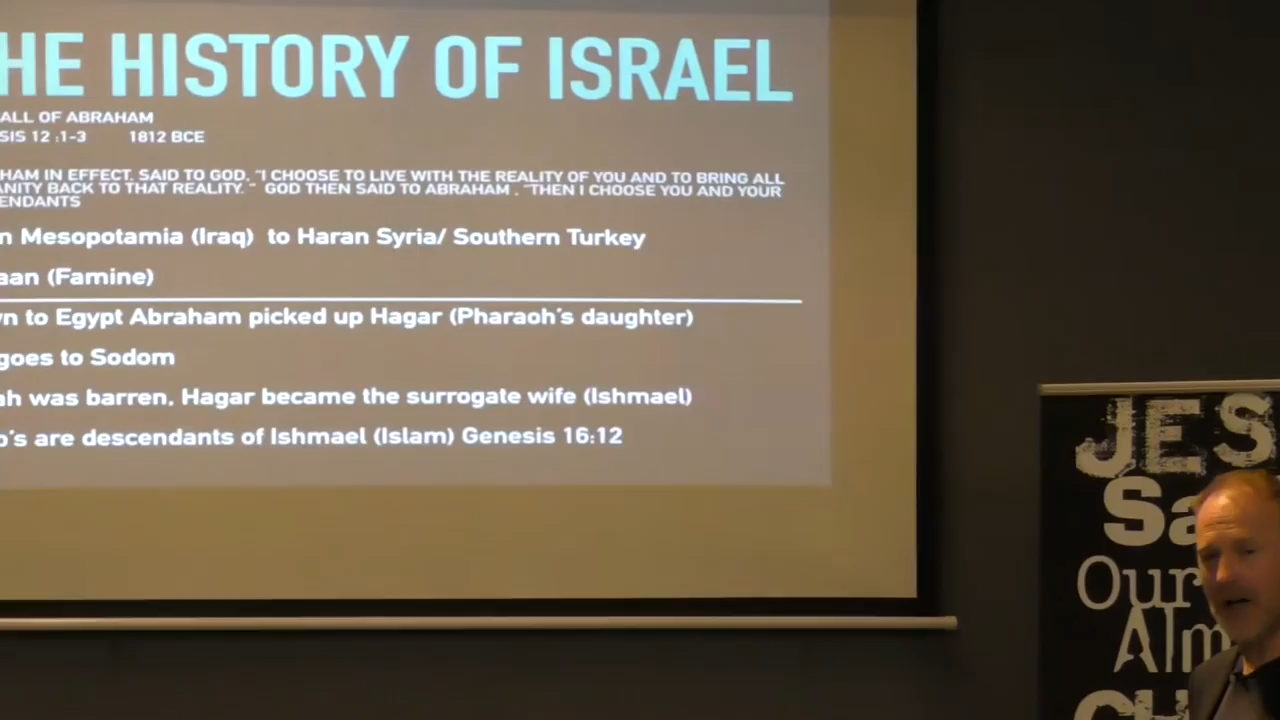 HE HISTORY OF ISRAEL
ALL OF ABRAHAM
SIS 12 :1-3 1812 BCE
HAM IN EFFECT, SAID TO GOD, "I CHOOSE TO LIVE WITH THE REALITY OF YOU AND TO BRING ALL
ANITY BACK TO THAT REALITY. " GOD THEN SAID TO ABRAHAM , "THEN I CHOOSE YOU AND YOUR
ENDANTS
n Mesopotamia (Iraq) to Haran Syria/ Southern Turkey
aan (Famine)
n to Egypt Abraham picked up Hagar (Pharaoh's daughter)
goes to Sodom
ah was barren, Hagar became the surrogate wife (Ishmael)
b's are descendants of Ishmael (Islam) Genesis 16:12
JES
Sa
Our
Alm
CH